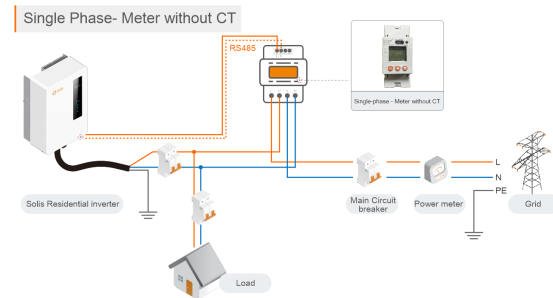 Single Phase- Meter without CT
RS485
Single-phase - Meter without CT
L
N
PE
Solis Residential inverter
Main Circuit
breaker
Power meter
Grid
Load